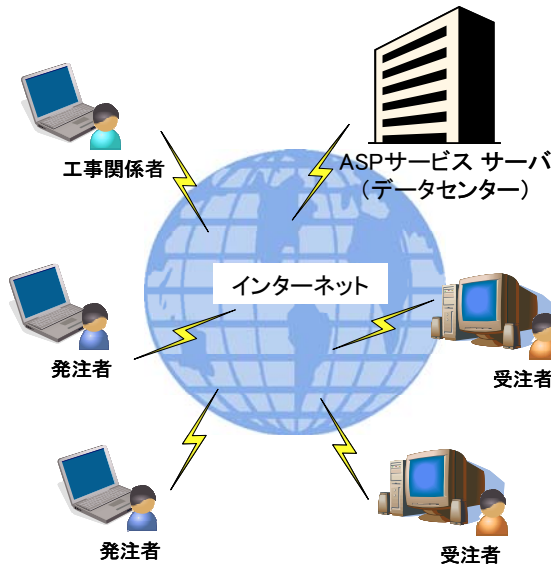 工事関係者
ASPサービス サーバ
（データセンター）
インターネット
発注者
受注者
発注者
受注者